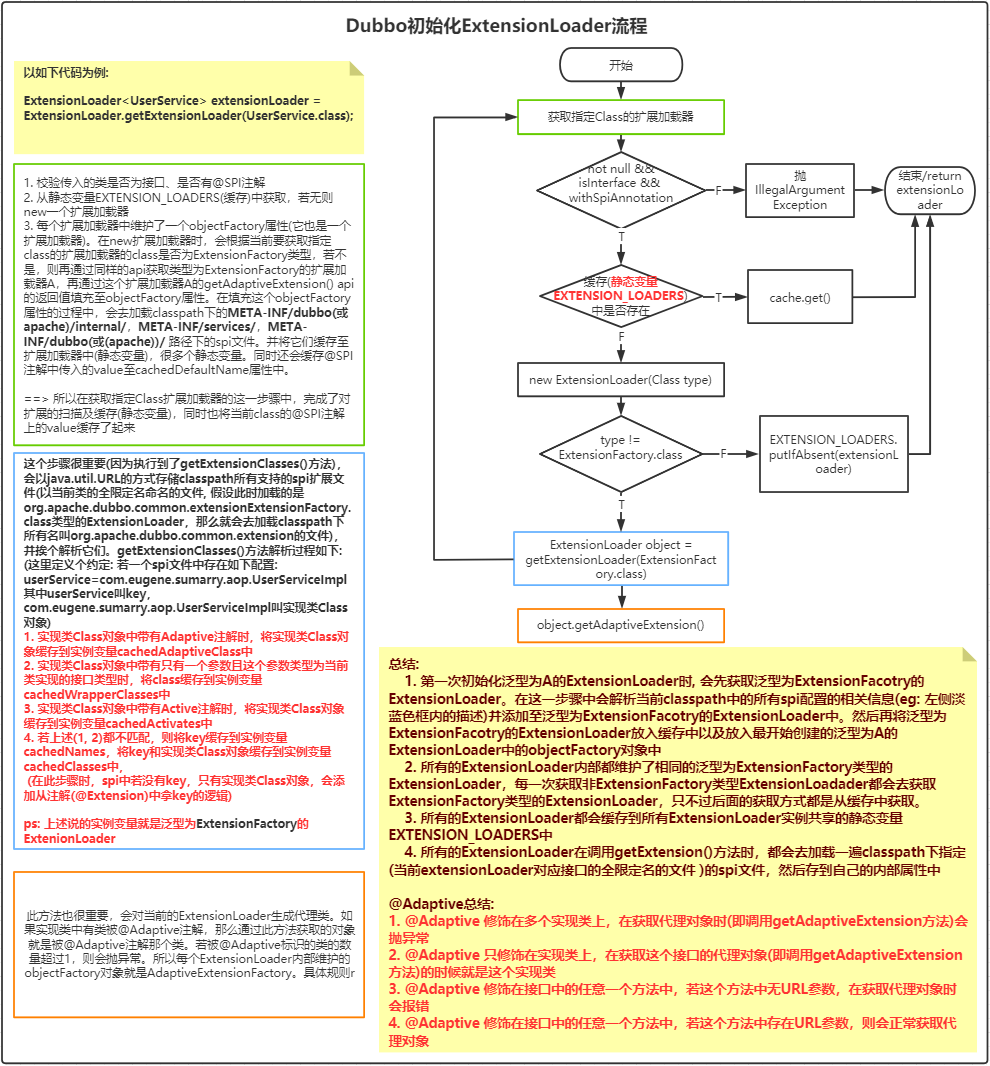 Dubbo初始化ExtensionLoader流程
以如下代码为例:
ExtensionLoader<UserService> extensionLoader =
ExtensionLoader.getExtensionLoader(UserService.class);
1. 校验传入的类是否为接口、是否有@SPI注解
2. 从静态变量EXTENSION_LOADERS(缓存)中获取，若无则
new一个扩展加载器
3. 每个扩展加载器中维护了一个objectFactory属性(它也是一个
扩展加载器)。在new扩展加载器时，会根据当前要获取指定
class的扩展加载器的class是否为ExtensionFactory类型，若不
是，则再通过同样的api获取类型为ExtensionFactory的扩展加
载器A，再通过这个扩展加载器A的getAdaptiveExtension() api
的返回值填充至objectFactory属性。在填充这个objectFactory
属性的过程中，会去加载classpath下的META-INF/dubbo(或
apache)/internal/，META-INF/services/，META-
INF/dubbo(或(apache))/ 路径下的spi文件。并将它们缓存至
扩展加载器中(静态变量)，很多个静态变量。同时还会缓存@SPI
注解中传入的value至cachedDefaultName属性中。
==> 所以在获取指定Class扩展加载器的这一步骤中，完成了对
扩展的扫描及缓存(静态变量)，同时也将当前class的@SPI注解
上的value缓存了起来
这个步骤很重要(因为执行到了getExtensionClasses()方法)，
会以java.util.URL的方式存储classpath所有支持的spi扩展文
件(以当前类的全限定名命名的文件, 假设此时加载的是
org.apache.dubbo.common.extensionExtensionFactory.
class类型的ExtensionLoader，那么就会去加载classpath下
所有名叫org.apache.dubbo.common.extension的文件)，
并挨个解析它们。getExtensionClasses()方法解析过程如下:
(这里定义个约定: 若一个spi文件中存在如下配置:
userService=com.eugene.sumarry.aop.UserServiceImpl
其中userService叫key，
com.eugene.sumarry.aop.UserServiceImpl叫实现类Class
对象)
1. 实现类Class对象中带有Adaptive注解时，将实现类Class对
象缓存到实例变量cachedAdaptiveClass中
2. 实现类Class对象中带有只有一个参数且这个参数类型为当前
类实现的接口类型时，将class缓存到实例变量
cachedWrapperClasses中
3. 实现类Class对象中带有Active注解时，将实现类Class对象
缓存到实例变量cachedActivates中
4. 若上述(1, 2)都不匹配，则将key缓存到实例变量
cachedNames，将key和实现类Class对象缓存到实例变量
cachedClasses中,
(在此步骤时，spi中若没有key，只有实现类Class对象，会添
加从注解(@Extension)中拿key的逻辑)
ps: 上述说的实例变量就是泛型为ExtensionFactory的
ExtenionLoader
此方法也很重要，会对当前的ExtensionLoader生成代理类。如
果实现类中有类被@Adaptive注解，那么通过此方法获取的对象
就是被@Adaptive注解那个类。若被@Adaptive标识的类的数
量超过1，则会抛异常。所以每个ExtensionLoader内部维护的
objectFactory对象就是AdaptiveExtensionFactory。具体规则r
开始
获取指定Class的扩展加载器
not null &&
isInterface &&
withSpiAnnotation
F
抛
IllegalArgument
Exception
结束/return
extensionLo
ader
T
缓存(静态变量
EXTENSION_LOADERS)
中是否存在
T
cache.get()
F
new ExtensionLoader(Class type)
type !=
ExtensionFactory.class
F
EXTENSION_LOADERS.
putIfAbsent(extensionL
oader)
T
ExtensionLoader object =
getExtensionLoader(ExtensionFact
ory.class)
object.getAdaptiveExtension()
总结:
1. 第一次初始化泛型为A的ExtensionLoader时, 会先获取泛型为ExtensionFacotry的
ExtensionLoader。在这一步骤中会解析当前classpath中的所有spi配置的相关信息(eg: 左侧淡
蓝色框内的描述)并添加至泛型为ExtensionFacotry的ExtensionLoader中。然后再将泛型为
ExtensionFacotry的ExtensionLoader放入缓存中以及放入最开始创建的泛型为A的
ExtensionLoader中的objectFactory对象中
2. 所有的ExtensionLoader内部都维护了相同的泛型为ExtensionFactory类型的
ExtensionLoader，每一次获取非ExtensionFactory类型ExtensionLoadader都会去获取
ExtensionFactory类型的ExtensionLoader，只不过后面的获取方式都是从缓存中获取。
3. 所有的ExtensionLoader都会缓存到所有ExtensionLoader实例共享的静态变量
EXTENSION_LOADERS中
4. 所有的ExtensionLoader在调用getExtension()方法时，都会去加载一遍classpath下指定
(当前extensionLoader对应接口的全限定名的文件 )的spi文件，然后存到自己的内部属性中
@Adaptive总结:
1. @Adaptive 修饰在多个实现类上，在获取代理对象时(即调用getAdaptiveExtension方法)会
抛异常
2. @Adaptive 只修饰在实现类上，在获取这个接口的代理对象(即调用getAdaptiveExtension
方法)的时候就是这个实现类
3. @Adaptive 修饰在接口中的任意一个方法中，若这个方法中无URL参数，在获取代理对象时
会报错
4. @Adaptive 修饰在接口中的任意一个方法中，若这个方法中存在URL参数，则会正常获取代
理对象